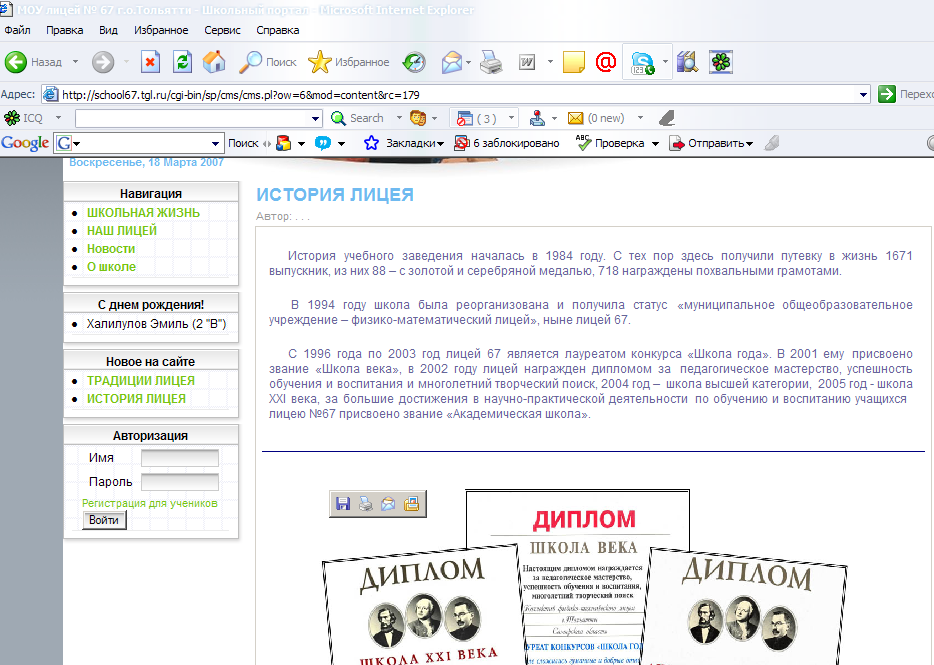 МОУ лицей № 67 г.о.Тольятти - Школьный портал - Microsoft Internet Explorer
Файл Правка Вид Избранное Сервис Справка
Назад Поиск Избранное
Адрес: http://school67.tgl.ru/cgi-bin/sp/cms/cms.pl?ow=6&mod=content&rc=179
ICQ Search ( 3 ) (0 new)
Google G Поиск Закладки 6 заблокировано ABC Проверка Отправить
Воскресенье, 18 Марта 2007
Навигация
ШКОЛЬНАЯ ЖИЗНЬ
НАШ ЛИЦЕЙ
Новости
О школе
С днем рождения!
Халилулов Эмиль (2 "В")
Новое на сайте
ТРАДИЦИИ ЛИЦЕЯ
ИСТОРИЯ ЛИЦЕЯ
Авторизация
Имя
Пароль
Регистрация для учеников
Войти
ИСТОРИЯ ЛИЦЕЯ
Автор: . . .
История учебного заведения началась в 1984 году. С тех пор здесь получили путевку в жизнь 1671
выпускник, из них 88 – с золотой и серебряной медалью, 718 награждены похвальными грамотами.
В 1994 году школа была реорганизована и получила статус «муниципальное общеобразовательное
учреждение – физико-математический лицей», ныне лицей 67.
С 1996 года по 2003 год лицей 67 является лауреатом конкурса «Школа года». В 2001 ему присвоено
звание «Школа века», в 2002 году лицей награжден дипломом за педагогическое мастерство, успешность
обучения и воспитания и многолетний творческий поиск, 2004 год – школа высшей категории, 2005 год - школа
XXI века, за большие достижения в научно-практической деятельности по обучению и воспитанию учащихся
лицею №67 присвоено звание «Академическая школа».
ДИПЛОМ
ШКОЛА ВЕКА
Настоящим дипломом награждается
за педагогическое мастерство,
успешность обучения и воспитания,
многолетний творческий поиск
г.Тольятти
Самарская область
КОНКУРСОВ «ШКОЛА
ДИПЛОМ
ШКОЛА XXI ВЕКА
ДИПЛОМ